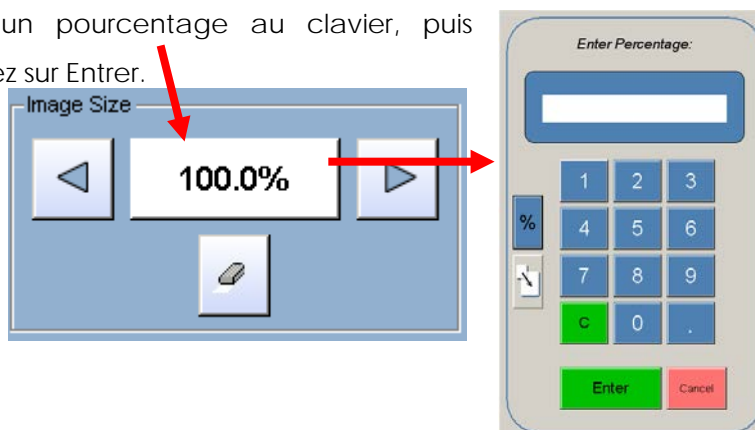 un pourcentage au clavier, puis
ez sur Entrer.
Image Size
100.0%
Enter Percentage:
1 2 3
% 4 5 6
7 8 9
C 0 .
Enter Cancel